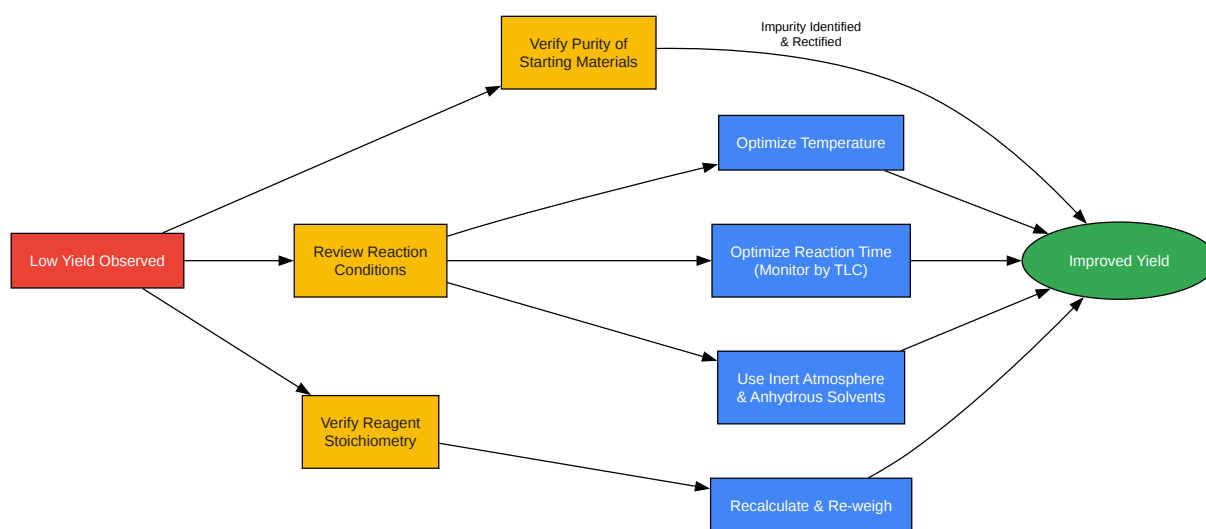 Impurity Identified
& Rectified
Verify Purity of
Starting Materials
Optimize Temperature
Low Yield Observed
Review Reaction
Conditions
Optimize Reaction Time
(Monitor by TLC)
Improved Yield
Use Inert Atmosphere
& Anhydrous Solvents
Verify Reagent
Stoichiometry
Recalculate & Re-weigh